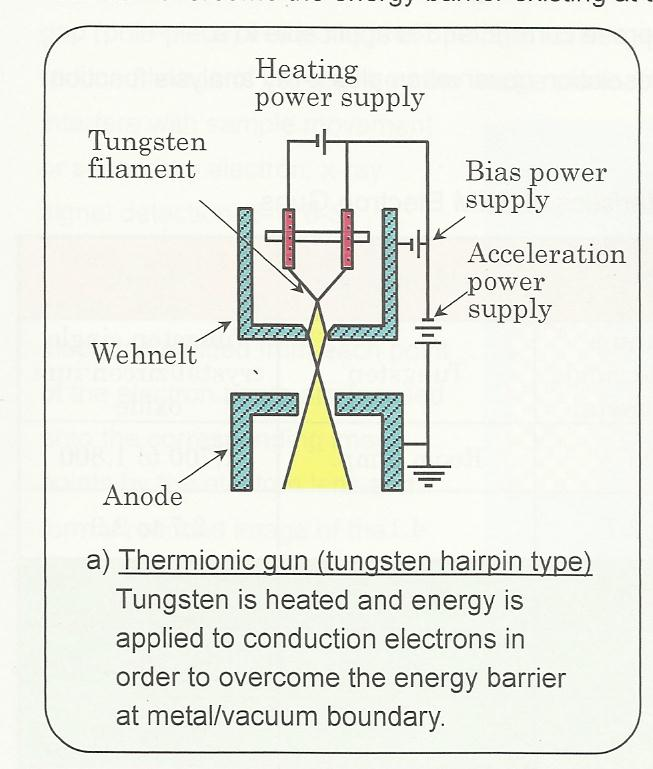 Heating
power supply
Tungsten
filament
Bias power
supply
Acceleration
power
supply
Wehnelt
Anode
a) Thermionic gun (tungsten hairpin type)
Tungsten is heated and energy is
applied to conduction electrons in
order to overcome the energy barrier
at metal/vacuum boundary.